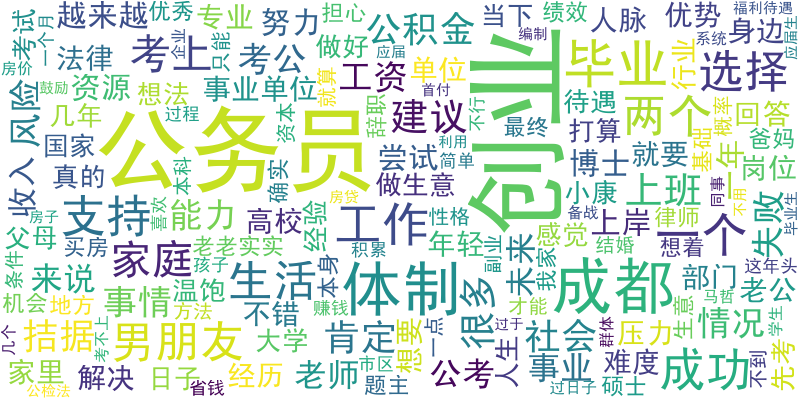 越来越
优秀
专业
努力
担心
公积金
当下
绩效
人脉
优势
福利待遇
身边
应届生
考试
一个月
法律
考上
企业
只能
做好
编制
毕业
行业
系统
选择
房价
鼓励
资源
想法
事业单位
考公
就算
工资
单位
首付
待遇
两个
概率
回答
风险
几年
过程
资本
辞职
建议
不行
最终
打算
基础
一年
爸妈
国家
公务员
创业
收入
真的
本科
确实
尝试
利用
简单
博士
就要
岗位
做生意
小康
上班
同事
不用
毕业生
支持
能力
喜欢
高校
经验
房贷
工作
性格
备战
上岸
律师
一个
失败
父母
房子
买房
老老实实
积累
年轻
副业
未来
感觉
结婚
想着
条件
来说
家庭
孩子
本身
生活
体制
我家
成都
部门
这年头
老公
机会
地方
事情
温饱
方法
不错
赚钱
很多
才能
生意
马哲
情况
学生
几个
拮据
考不上
男朋友
大学
肯定
想要
一点
过于
社会
群体
压力
不到
先考
家里
解决
日子
经历
老师
市区
公考
人生
事业
难度
成功
公检法
省钱
题主
过日子
硕士
应届